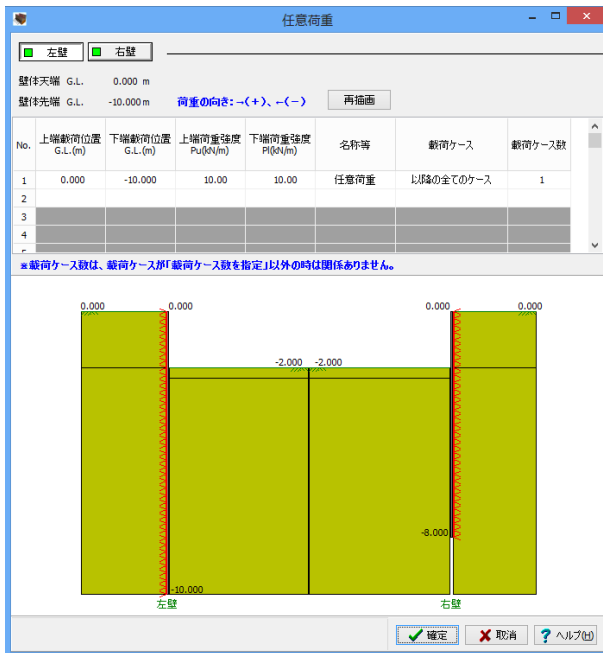 任意荷重
左壁 右壁
壁体天端 G.L. 0.000 m
壁体先端 G.L. -10.000 m 荷重の向き:→(+)、←(-) 再描画
No. 上端載荷位置 G.L.(m) 下端載荷位置 G.L.(m) 上端荷重強度 Pu(kN/m) 下端荷重強度 Pl(kN/m) 名称等 載荷ケース 載荷ケース数
1 0.000 -10.000 10.00 10.00 任意荷重 以降の全てのケース 1
2
3
4
※載荷ケース数は、載荷ケースが「載荷ケース数を指定」以外の時は関係ありません。
0.000 0.000 0.000 0.000
-2.000 -2.000
-8.000
-10.000
左壁 右壁
確定 取消 ヘルプ(H)